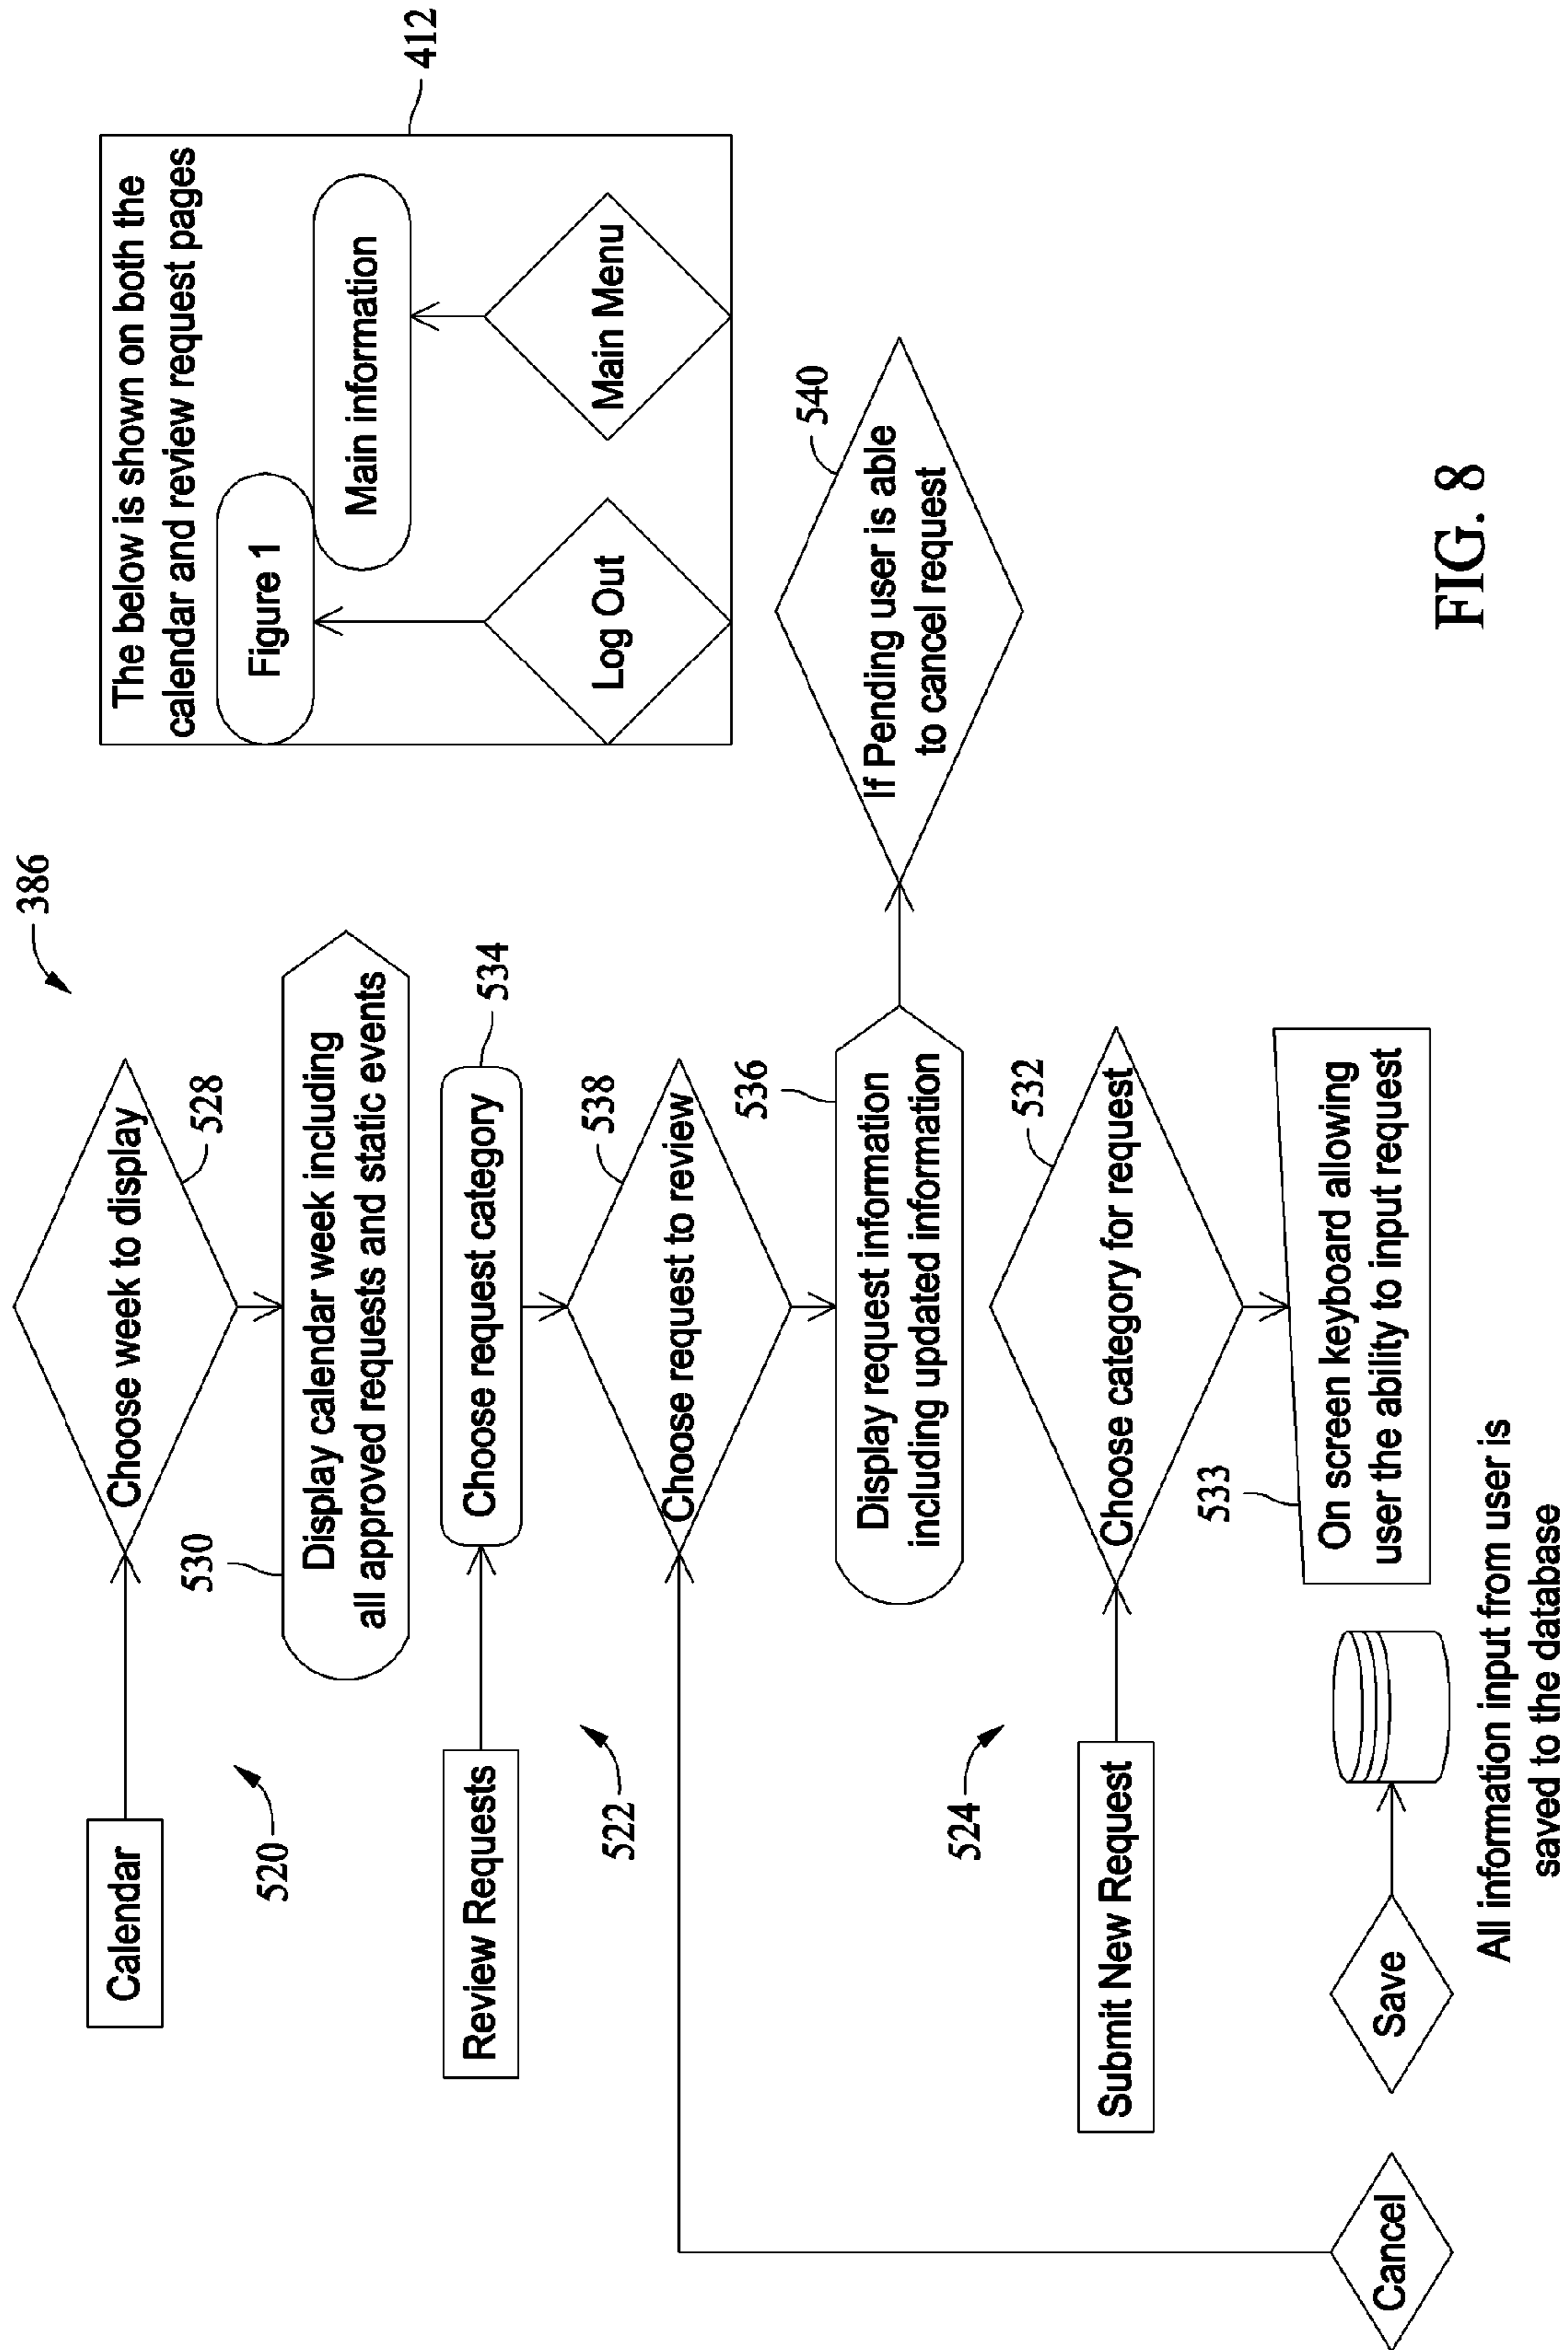 386
Calendar
Choose week to display
528
520
530
Display calendar week including
all approved requests and static events
The below is shown on both the
calendar and review request pages
Figure 1
Main information
Log Out
Main Menu
412
Review Requests
Choose request category
534
522
538
Choose request to review
536
Display request information
including updated information
540
If Pending user is able
to cancel request
524
Submit New Request
532
Choose category for request
533
On screen keyboard allowing
user the ability to input request
Cancel
Save
All information input from user is
saved to the database
FIG. 8